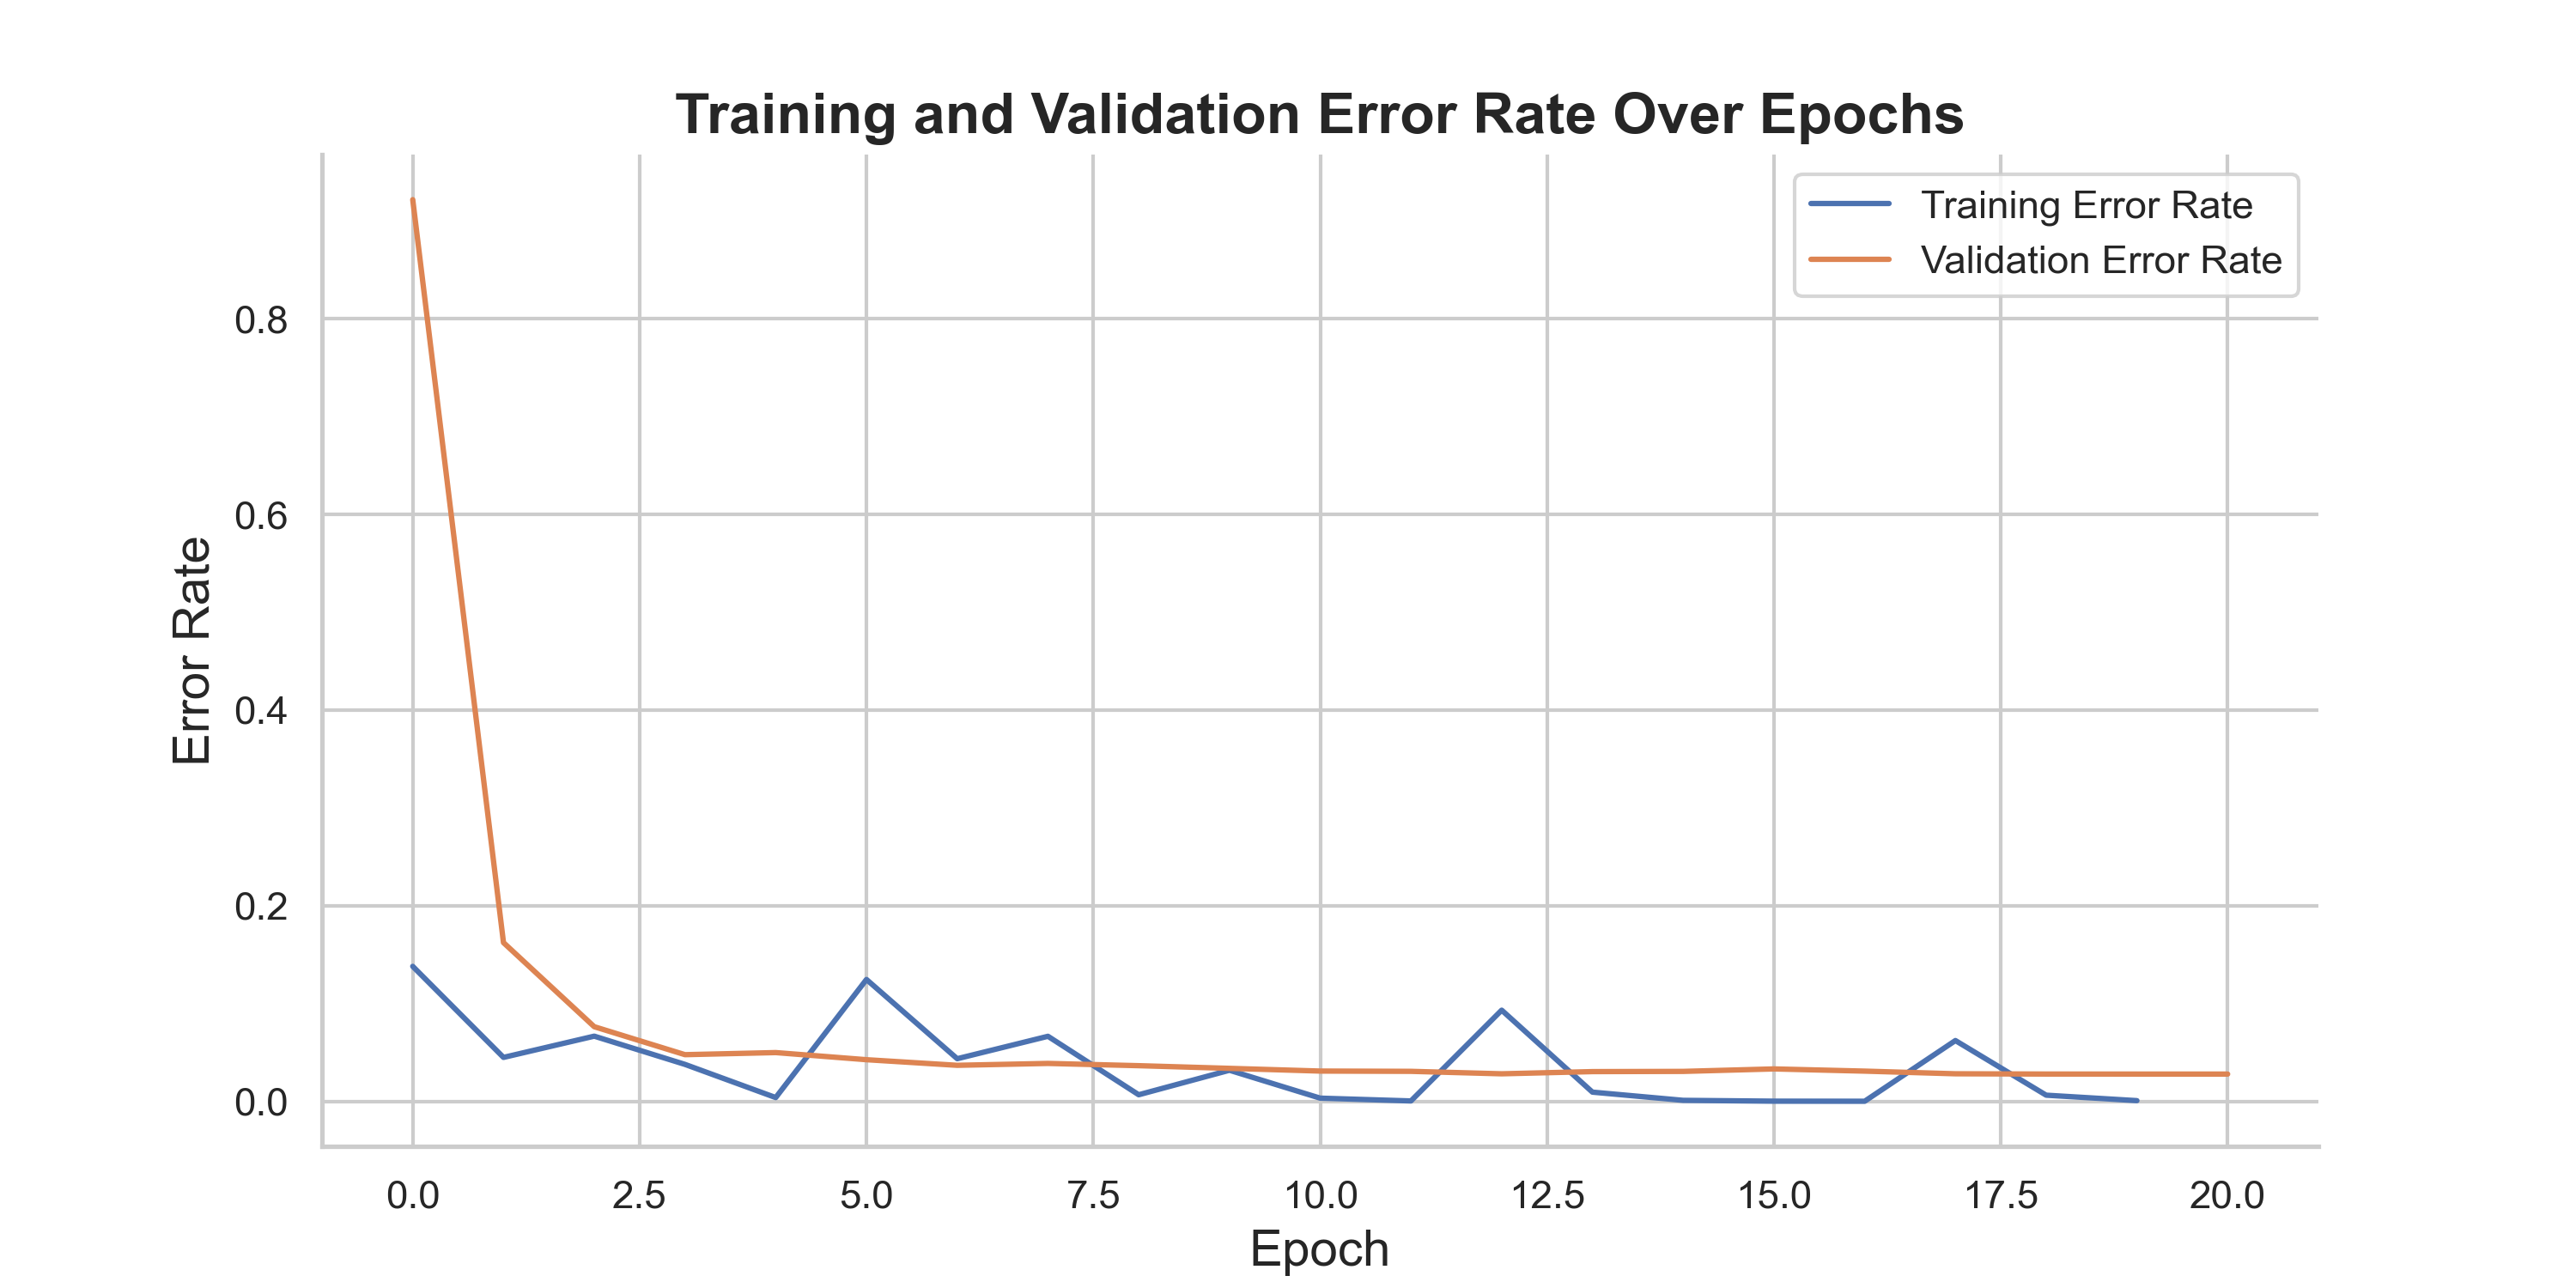 Training and Validation Error Rate Over Epochs
Training Error Rate
Validation Error Rate
Error Rate
0.8
0.6
0.4
0.2
0.0
0.0 2.5 5.0 7.5 10.0 12.5 15.0 17.5 20.0
Epoch